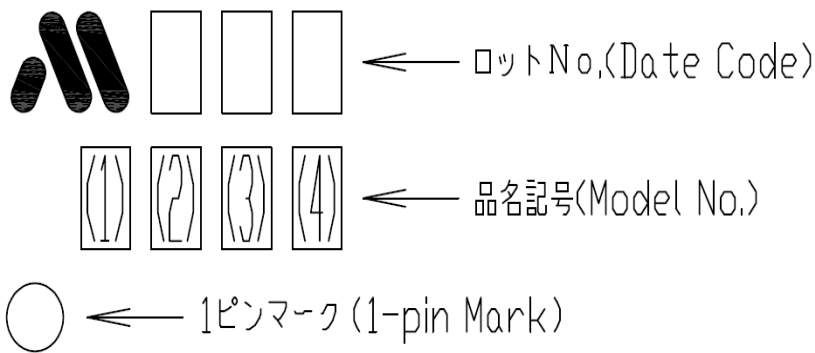 ロットNo.(Date Code)
(1) (2) (3) (4) 品名記号(Model No.)
1ピンマーク(1-pin Mark)